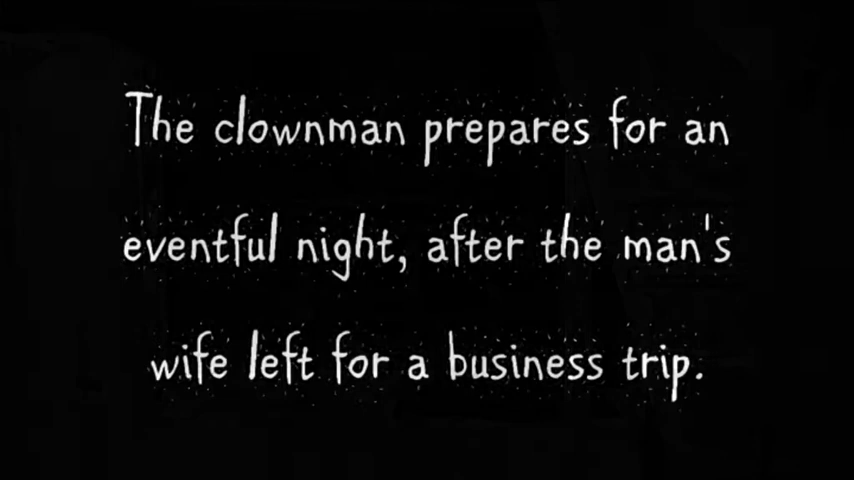 The clownman prepares for an
eventful night, after the man's
wife left for a business trip.